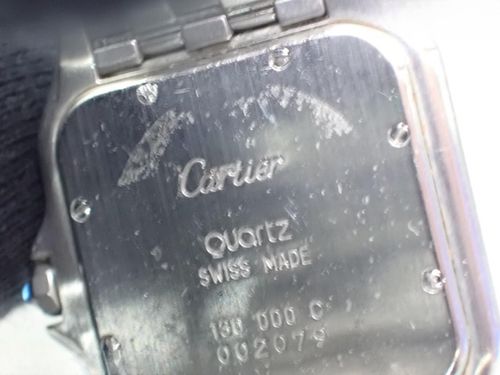 Cartier
quartz
SWISS MADE
130 000 C
002079